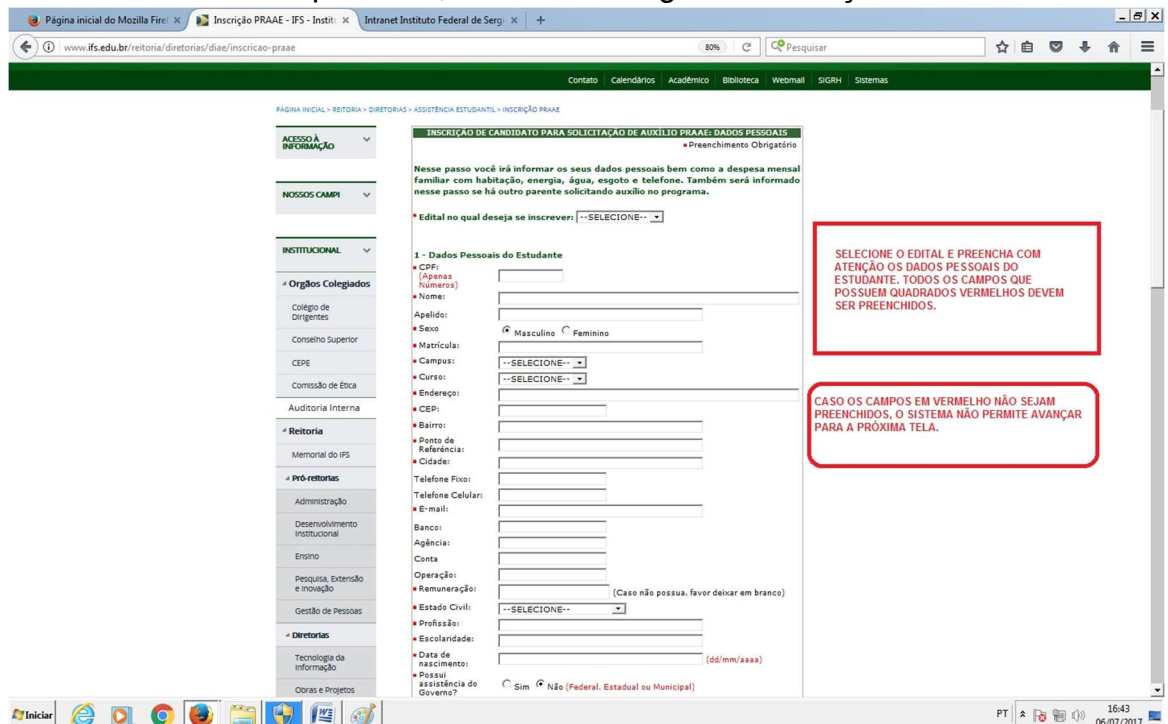 Página inicial do Mozilla Firef
Inscrição PRAAE - IFS - Instit
Intranet Instituto Federal de Sergi
www.ifs.edu.br/reitoria/diretorias/diae/inscricao-praae
80%
Pesquisar
Contato Calendários Acadêmico Biblioteca Webmail SIGRH Sistemas
PÁGINA INICIAL > REITORIA > DIRETORIAS > ASSISTÊNCIA ESTUDANTIL > INSCRIÇÃO PRAAE
ACESSO À
INFORMAÇÃO
NOSSOS CAMPI
INSTITUCIONAL
Orgãos Colegiados
Colégio de
Dirigentes
Conselho Superior
CEPE
Comissão de Ética
Auditoria Interna
Reitoria
Memorial do IFS
Pró-reitorias
Administração
Desenvolvimento
Institucional
Ensino
Pesquisa, Extensão
e Inovação
Gestão de Pessoas
Diretorias
Tecnologia da
Informação
Obras e Projetos
INSCRIÇÃO DE CANDIDATO PARA SOLICITAÇÃO DE AUXÍLIO PRAAE: DADOS PESSOAIS
Preenchimento Obrigatório
Nesse passo você irá informar os seus dados pessoais bem como a despesa mensal
familiar com habitação, energia, água, esgoto e telefone. Também será informado
nesse passo se há outro parente solicitando auxílio no programa.
Edital no qual deseja se inscrever: --SELECIONE--
1 - Dados Pessoais do Estudante
CPF:
(Apenas
Números)
Nome:
Apelido:
Sexo Masculino Feminino
Matrícula:
Campus: --SELECIONE--
Curso: --SELECIONE--
Endereço:
CEP:
Bairro:
Ponto de
Referência:
Cidade:
Telefone Fixo:
Telefone Celular:
E-mail:
Banco:
Agência:
Conta
Operação:
Remuneração: (Caso não possua, favor deixar em branco)
Estado Civil: --SELECIONE--
Profissão:
Escolaridade:
Data de
nascimento: (dd/mm/aaaa)
Possui
assistência do
Governo? Sim Não (Federal, Estadual ou Municipal)
SELECIONE O EDITAL E PREENCHA COM
ATENÇÃO OS DADOS PESSOAIS DO
ESTUDANTE. TODOS OS CAMPOS QUE
POSSUEM QUADRADOS VERMELHOS DEVEM
SER PREENCHIDOS.
CASO OS CAMPOS EM VERMELHO NÃO SEJAM
PREENCHIDOS, O SISTEMA NÃO PERMITE AVANÇAR
PARA A PRÓXIMA TELA.
Iniciar
PT
16:43
06/07/2017